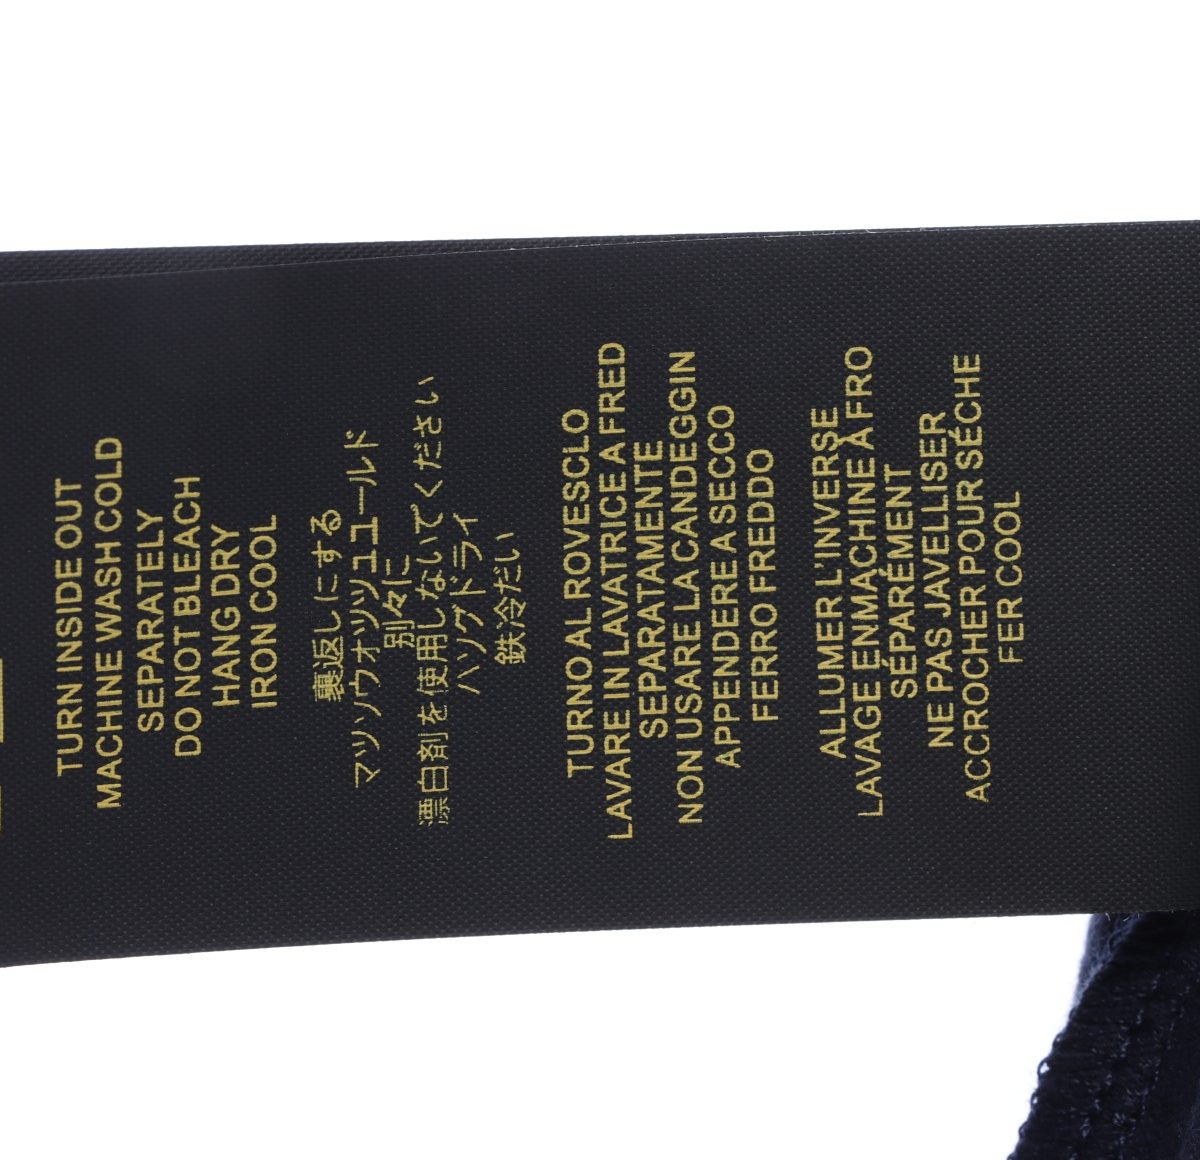 TURN INSIDE OUT
MACHINE WASH COLD
SEPARATELY
DO NOT BLEACH
HANG DRY
IRON COOL
裏返しにする
マツソウオッツュユールド
別々に
漂白剤を使用しないでください
ハソグドライ
鉄冷だい
TURNO AL ROVESCLO
LAVARE IN LAVATRICE A FRED
SEPARATAMENTE
NON USARE LA CANDEGGIN
APPENDERE A SECCO
FERRO FREDDO
ALLUMER L'INVERSE
LAVAGE ENMACHINE À FRO
SÉPARÉMENT
NE PAS JAVELLISER
ACCROCHER POUR SÉCHE
FER COOL